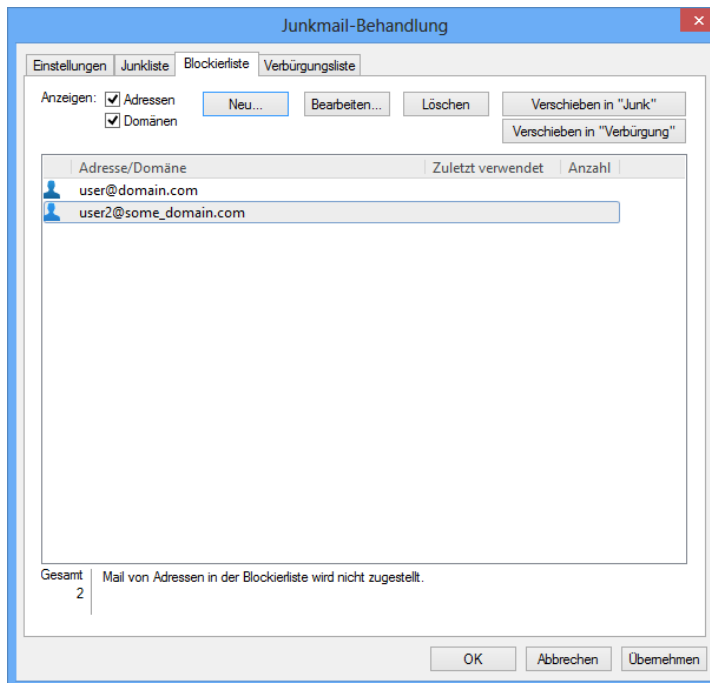 Junkmail-Behandlung
Einstellungen Junkliste Blockierliste Verbürgungsliste
Anzeigen: Adressen Neu... Bearbeiten... Löschen Verschieben in "Junk"
Domänen Verschieben in "Verbürgung"
Adresse/Domäne Zuletzt verwendet Anzahl
user@domain.com
user2@some_domain.com
Gesamt Mail von Adressen in der Blockierliste wird nicht zugestellt.
2
OK Abbrechen Übernehmen